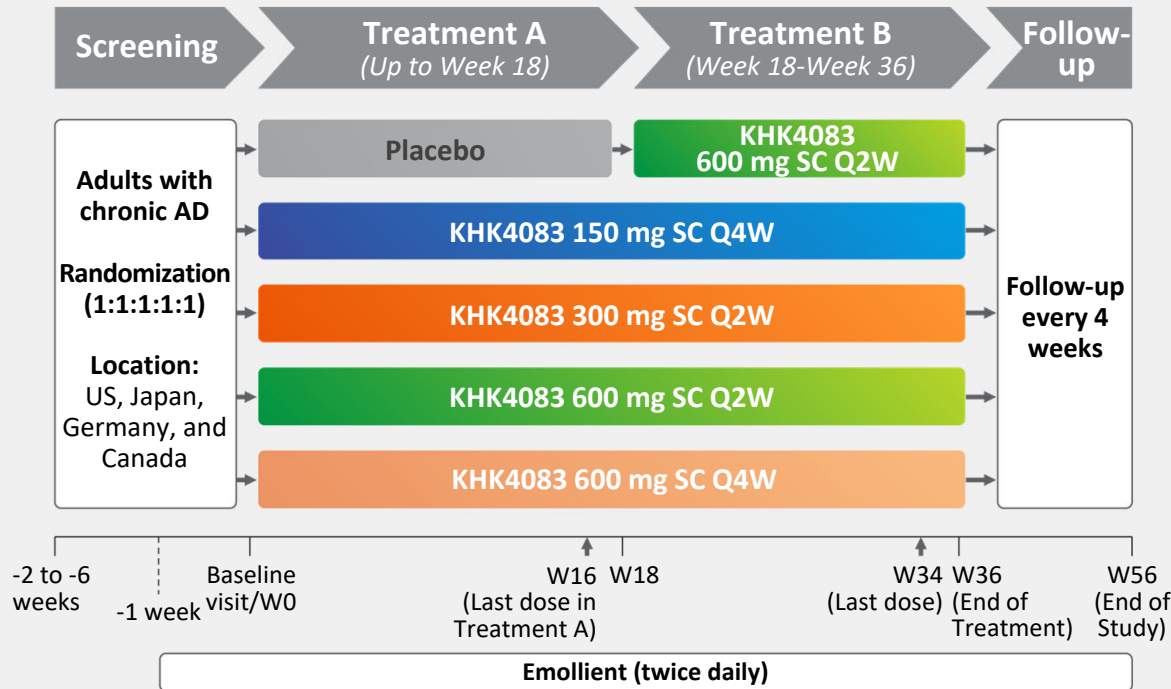 Screening
Treatment A
(Up to Week 18)
Treatment B
(Week 18-Week 36)
Follow-
up
Adults with
chronic AD
Randomization
(1:1:1:1:1)
Location:
US, Japan,
Germany, and
Canada
Placebo
KHK4083
600 mg SC Q2W
KHK4083 150 mg SC Q4W
KHK4083 300 mg SC Q2W
KHK4083 600 mg SC Q2W
KHK4083 600 mg SC Q4W
Follow-up
every 4
weeks
-2 to -6
weeks
-1 week
Baseline
visit/W0
W16
(Last dose in
Treatment A)
W18
W34
(Last dose)
W36
(End of
Treatment)
W56
(End of
Study)
Emollient (twice daily)